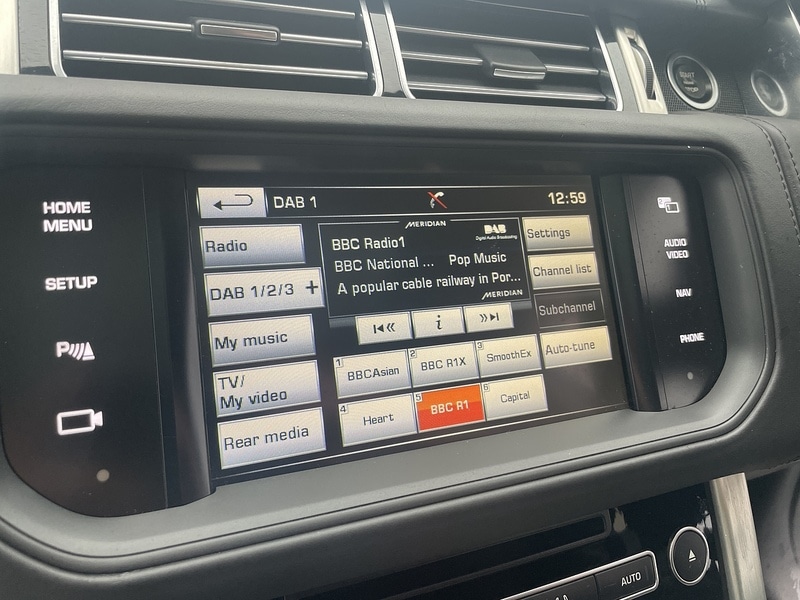 START
STOP
HOME
MENU
SETUP
DAB 1
12:59
Radio
DAB 1/2/3 +
My music
TV/
My video
Rear media
MERIDIAN
BBC Radio1
DAB
Digital Audio Broadcasting
BBC National ... Pop Music
A popular cable railway in Por...
MERIDIAN
i
1 BBCAsian
2 BBC R1X
3 SmoothEx
4 Heart
5 BBC R1
6 Capital
Settings
Channel list
Subchannel
Auto-tune
AUDIO
VIDEO
NAV
PHONE
AUTO